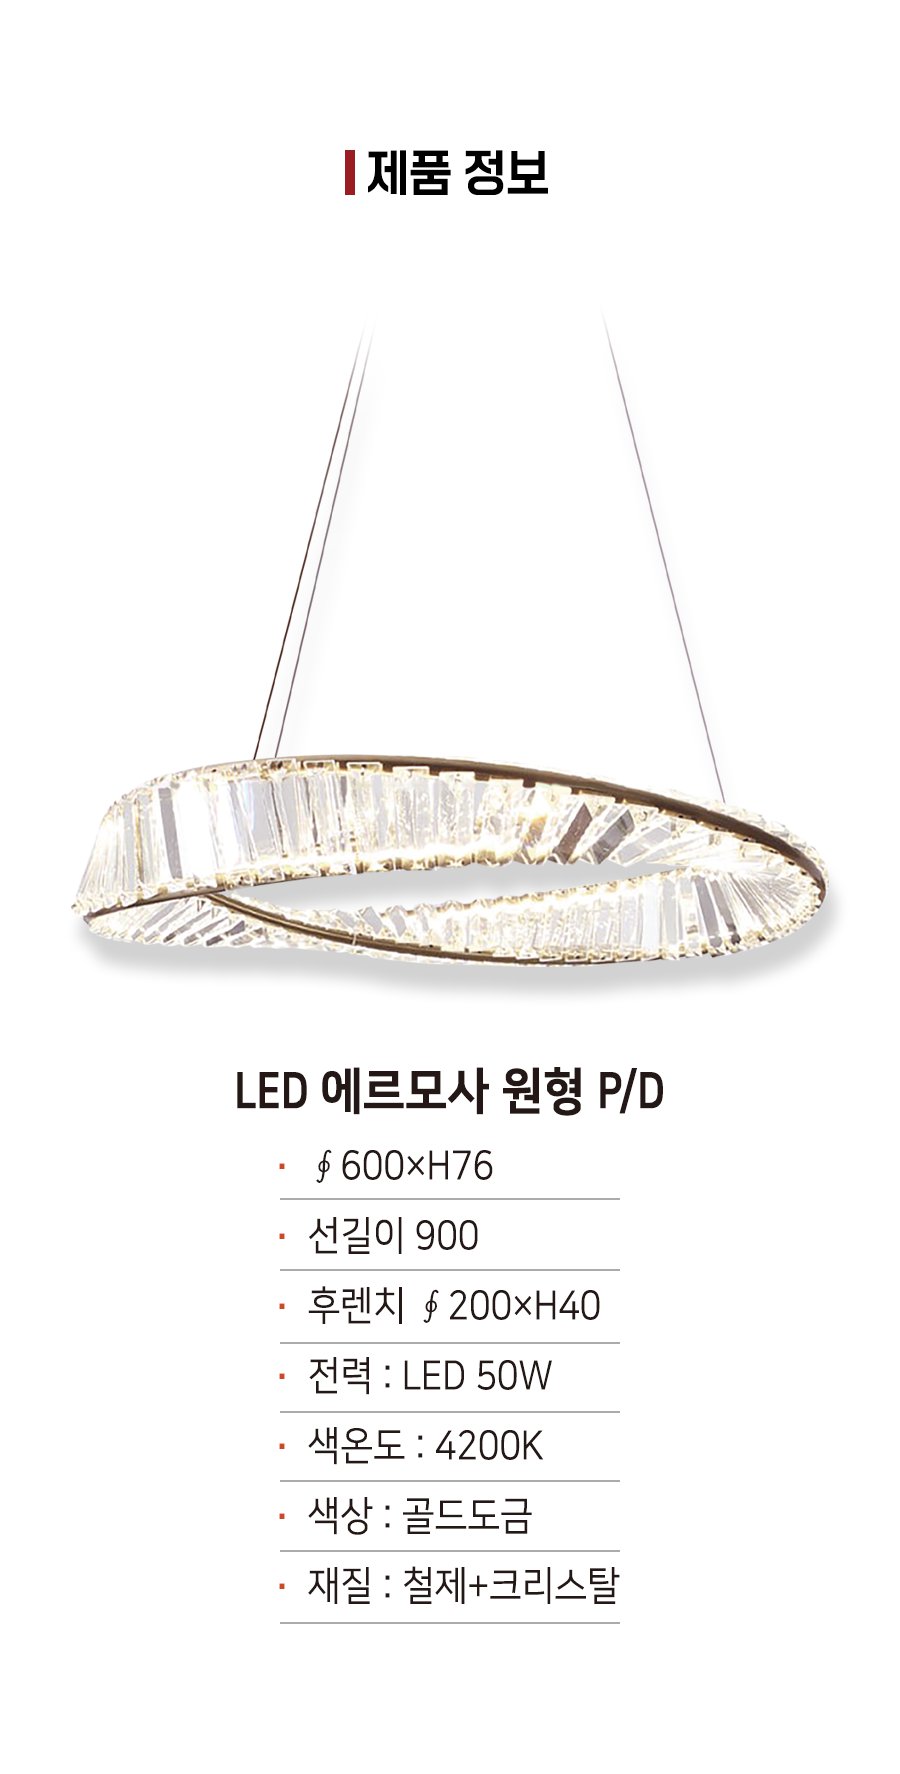 제품 정보
LED 에르모사 원형 P/D
· ∮ 600×H76
· 선길이 900
· 후렌치 ∮ 200×H40
· 전력 : LED 50W
· 색온도 : 4200K
· 색상 : 골드도금
· 재질 : 철제+크리스탈